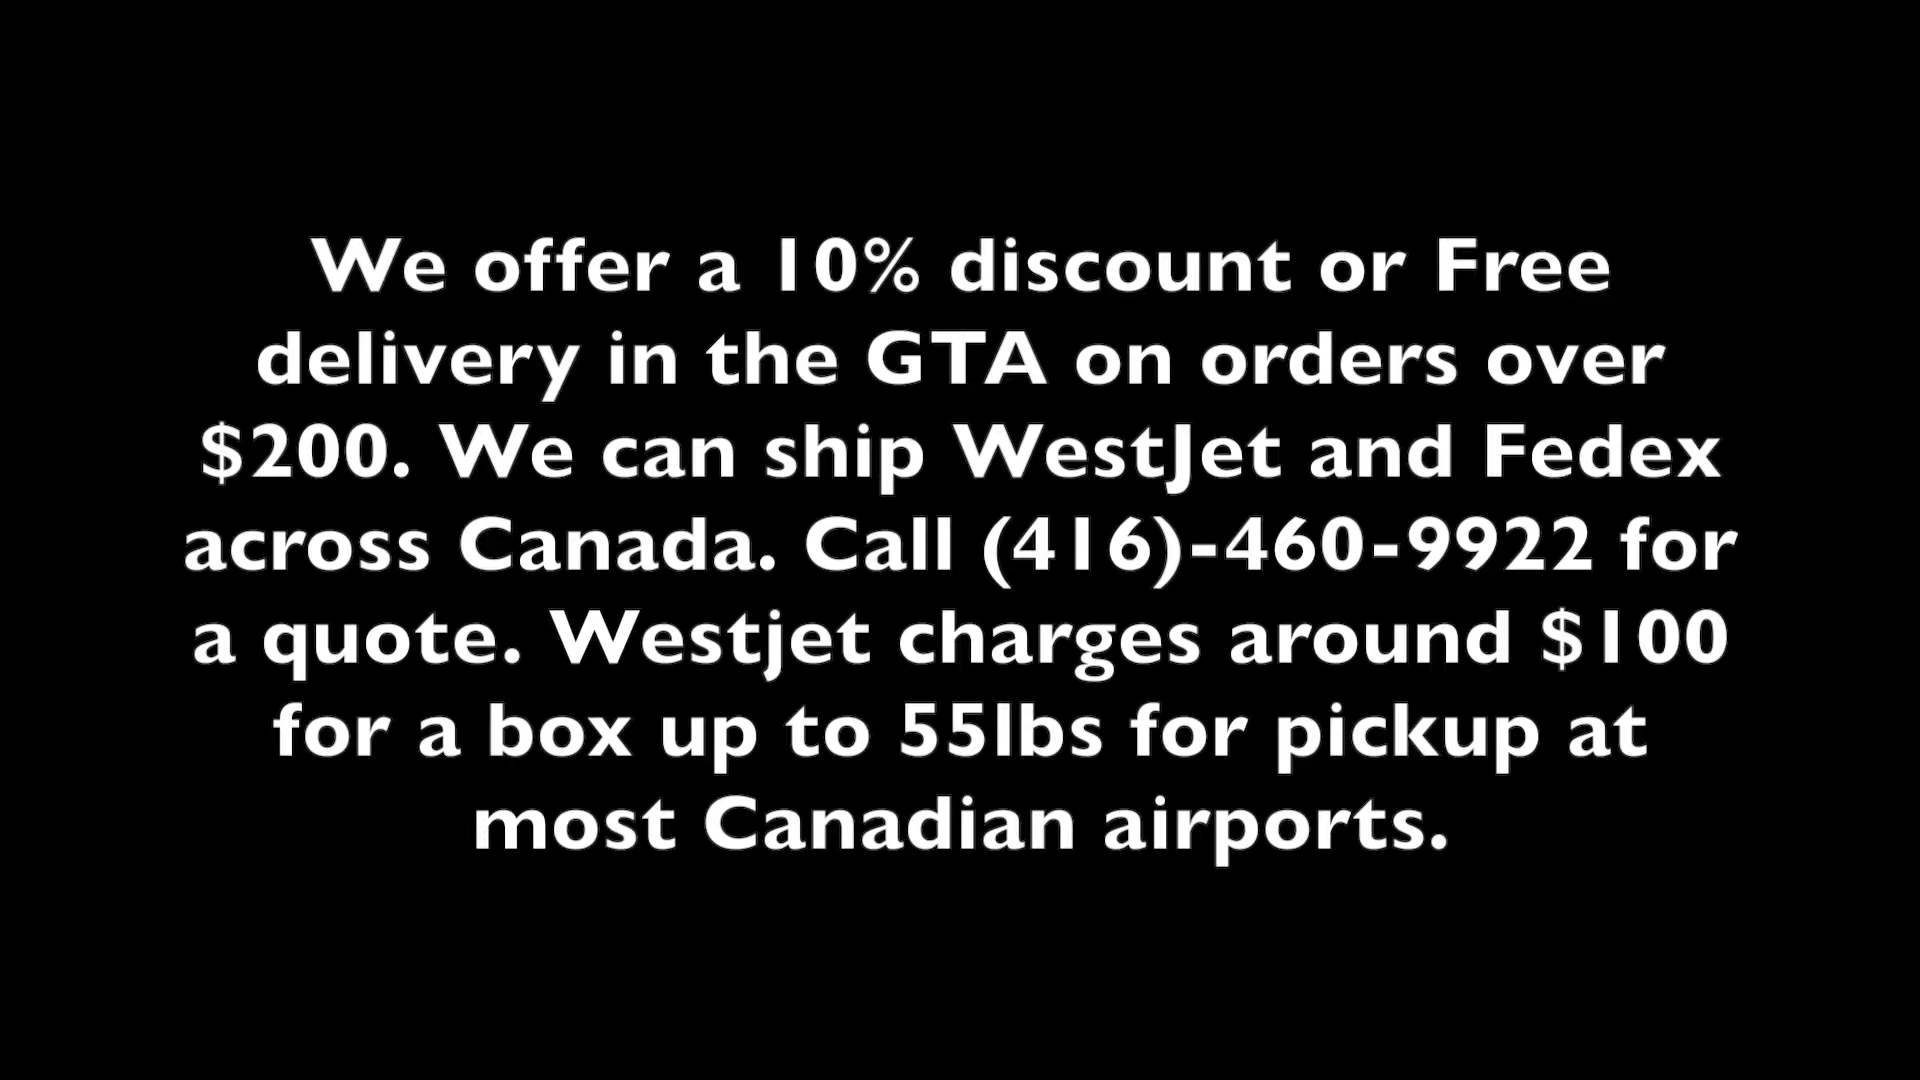 We offer a 10% discount or Free
delivery in the GTA on orders over
$200. We can ship WestJet and Fedex
across Canada. Call (416)-460-9922 for
a quote. Westjet charges around $100
for a box up to 55lbs for pickup at
most Canadian airports.